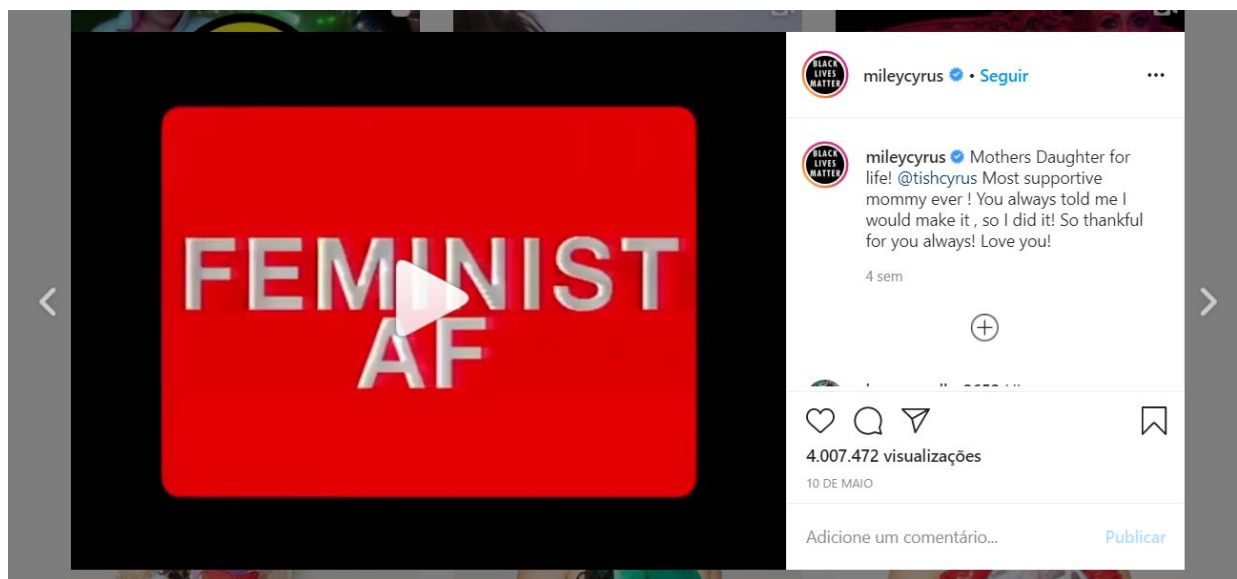 FEMINIST
AF
BLACK
LIVES
MATTER
mileycyrus • Seguir
BLACK
LIVES
MATTER
mileycyrus Mothers Daughter for
life! @tishcyrus Most supportive
mommy ever ! You always told me I
would make it , so I did it! So thankful
for you always! Love you!
4 sem
4.007.472 visualizações
10 DE MAIO
Adicione um comentário...
Publicar